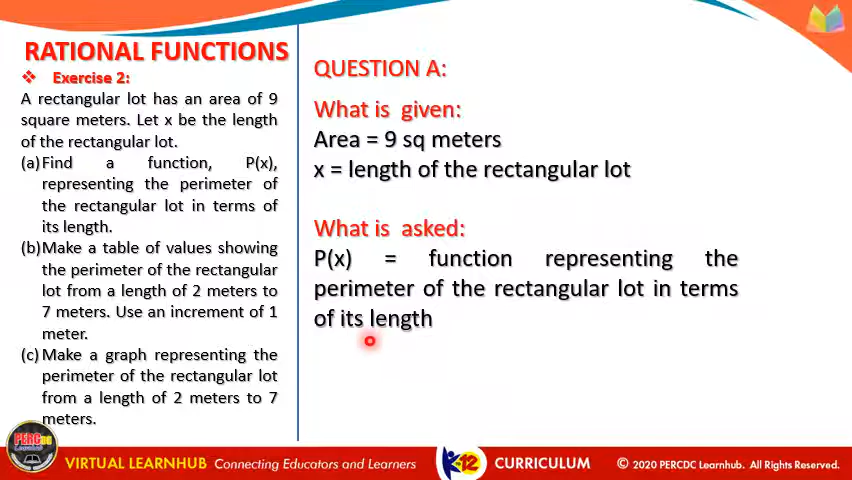 RATIONAL FUNCTIONS
❖ Exercise 2:
A rectangular lot has an area of 9
square meters. Let x be the length
of the rectangular lot.
(a) Find a function, P(x),
representing the perimeter of
the rectangular lot in terms of
its length.
(b) Make a table of values showing
the perimeter of the rectangular
lot from a length of 2 meters to
7 meters. Use an increment of 1
meter.
(c) Make a graph representing the
perimeter of the rectangular lot
from a length of 2 meters to 7
meters.
QUESTION A:
What is given:
Area = 9 sq meters
x = length of the rectangular lot
What is asked:
P(x) = function representing the
perimeter of the rectangular lot in terms
of its length
PERCDC
Learnhub
VIRTUAL LEARNHUB Connecting Educators and Learners
K to 12
CURRICULUM
© 2020 PERCDC Learnhub. All Rights Reserved.